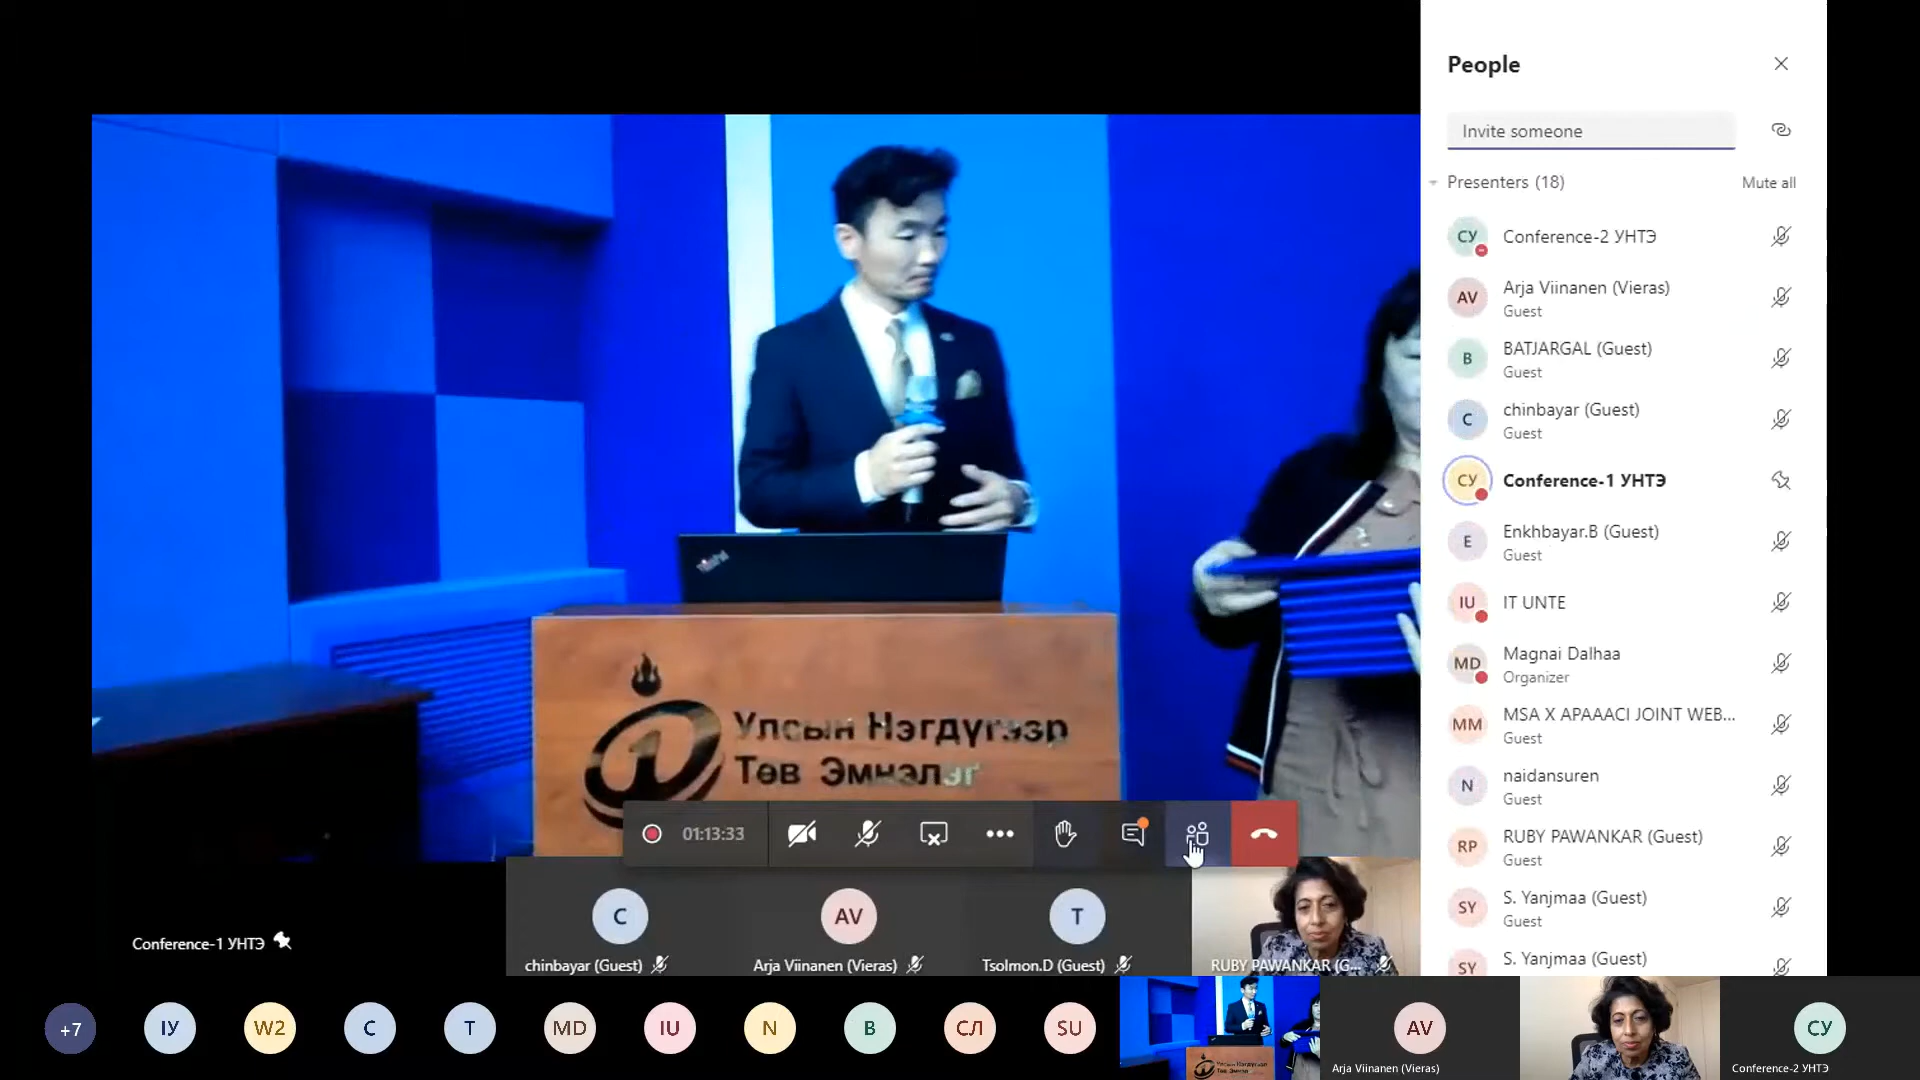 People
Invite someone
Presenters (18)
Mute all
СУ
Conference-2 УНТЭ
AV
Arja Viinanen (Vieras)
Guest
B
BATJARGAL (Guest)
Guest
C
chinbayar (Guest)
Guest
СУ
Conference-1 УНТЭ
E
Enkhbayar.B (Guest)
Guest
IU
IT UNTE
MD
Magnai Dalhaa
Organizer
MM
MSA X APAAACI JOINT WEB...
Guest
N
naidansuren
Guest
RP
RUBY PAWANKAR (Guest)
Guest
SY
S. Yanjmaa (Guest)
Guest
SY
S. Yanjmaa (Guest)
ThinkPad
Улсын Нэгдүгээр
Төв Эмнэлэг
01:13:33
Conference-1 УНТЭ
C
chinbayar (Guest)
AV
Arja Viinanen (Vieras)
T
Tsolmon.D (Guest)
RUBY PAWANKAR (G...
+7
ІУ
W2
C
T
MD
IU
N
B
СЛ
SU
AV
Arja Viinanen (Vieras)
СУ
Conference-2 УНТЭ